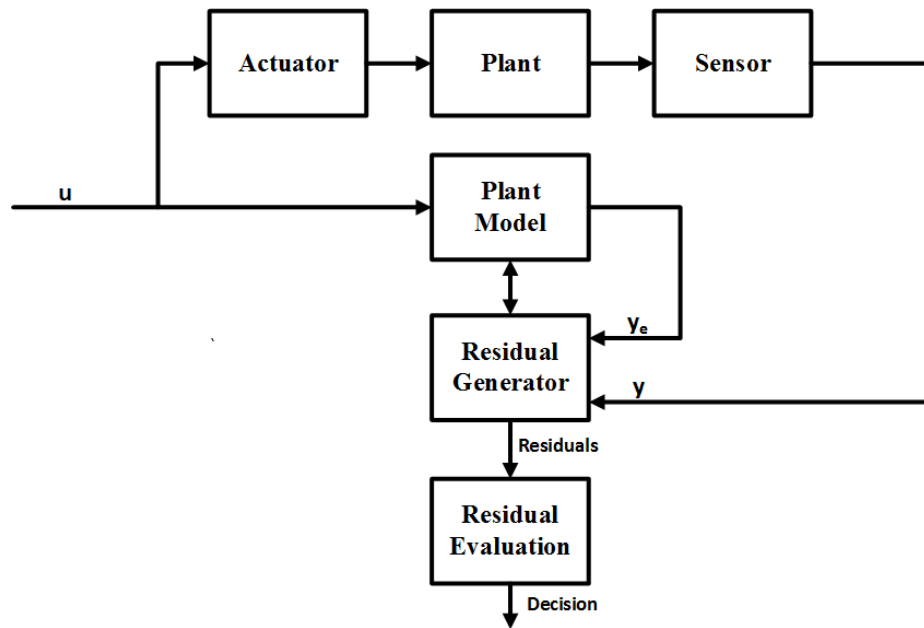 Actuator
Plant
Sensor
u
Plant
Model
yₑ
Residual
Generator
y
Residuals
Residual
Evaluation
Decision